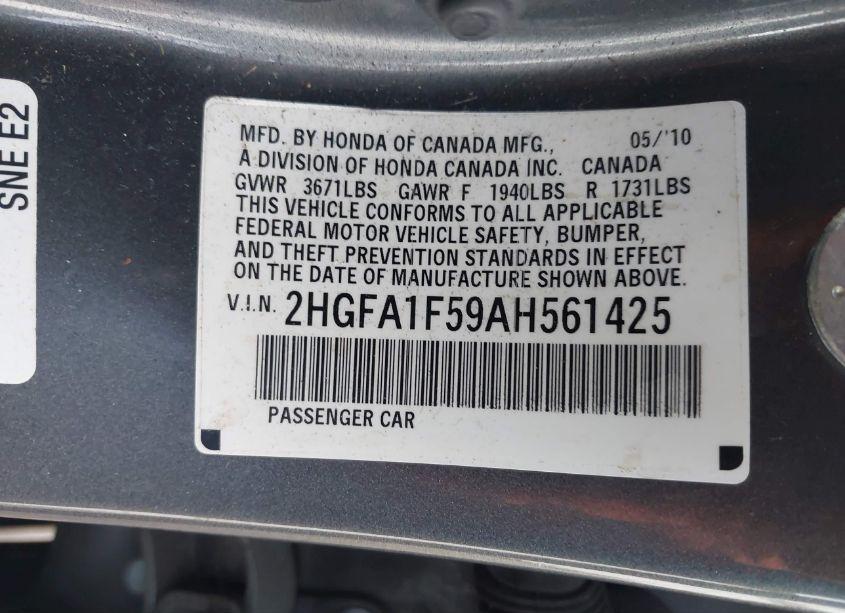 SNE E2
MFD. BY HONDA OF CANADA MFG., 05/'10
A DIVISION OF HONDA CANADA INC. CANADA
GVWR 3671LBS GAWR F 1940LBS R 1731LBS
THIS VEHICLE CONFORMS TO ALL APPLICABLE
FEDERAL MOTOR VEHICLE SAFETY, BUMPER,
AND THEFT PREVENTION STANDARDS IN EFFECT
ON THE DATE OF MANUFACTURE SHOWN ABOVE.
V.I.N. 2HGFA1F59AH561425
PASSENGER CAR